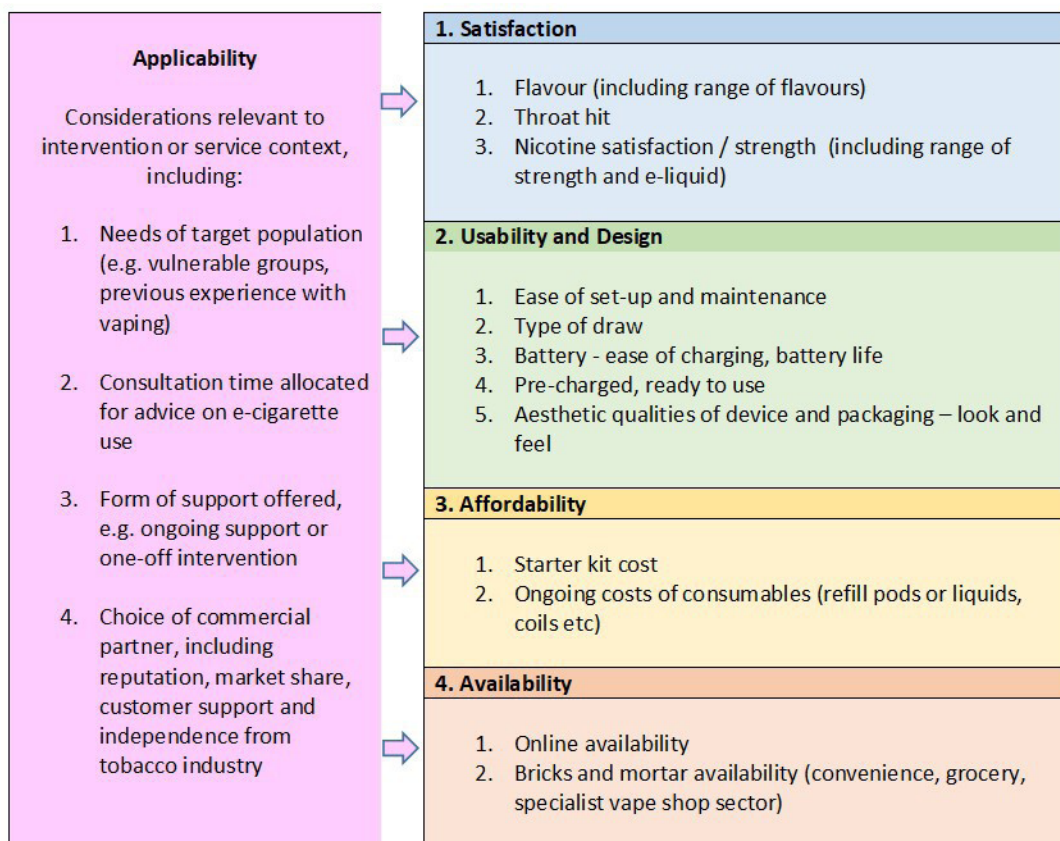 Applicability
Considerations relevant to
intervention or service context,
including:
1. Needs of target population
(e.g. vulnerable groups,
previous experience with
vaping)
2. Consultation time allocated
for advice on e-cigarette
use
3. Form of support offered,
e.g. ongoing support or
one-off intervention
4. Choice of commercial
partner, including
reputation, market share,
customer support and
independence from
tobacco industry
1. Satisfaction
1. Flavour (including range of flavours)
2. Throat hit
3. Nicotine satisfaction / strength (including range of
strength and e-liquid)
2. Usability and Design
1. Ease of set-up and maintenance
2. Type of draw
3. Battery - ease of charging, battery life
4. Pre-charged, ready to use
5. Aesthetic qualities of device and packaging – look and
feel
3. Affordability
1. Starter kit cost
2. Ongoing costs of consumables (refill pods or liquids,
coils etc)
4. Availability
1. Online availability
2. Bricks and mortar availability (convenience, grocery,
specialist vape shop sector)